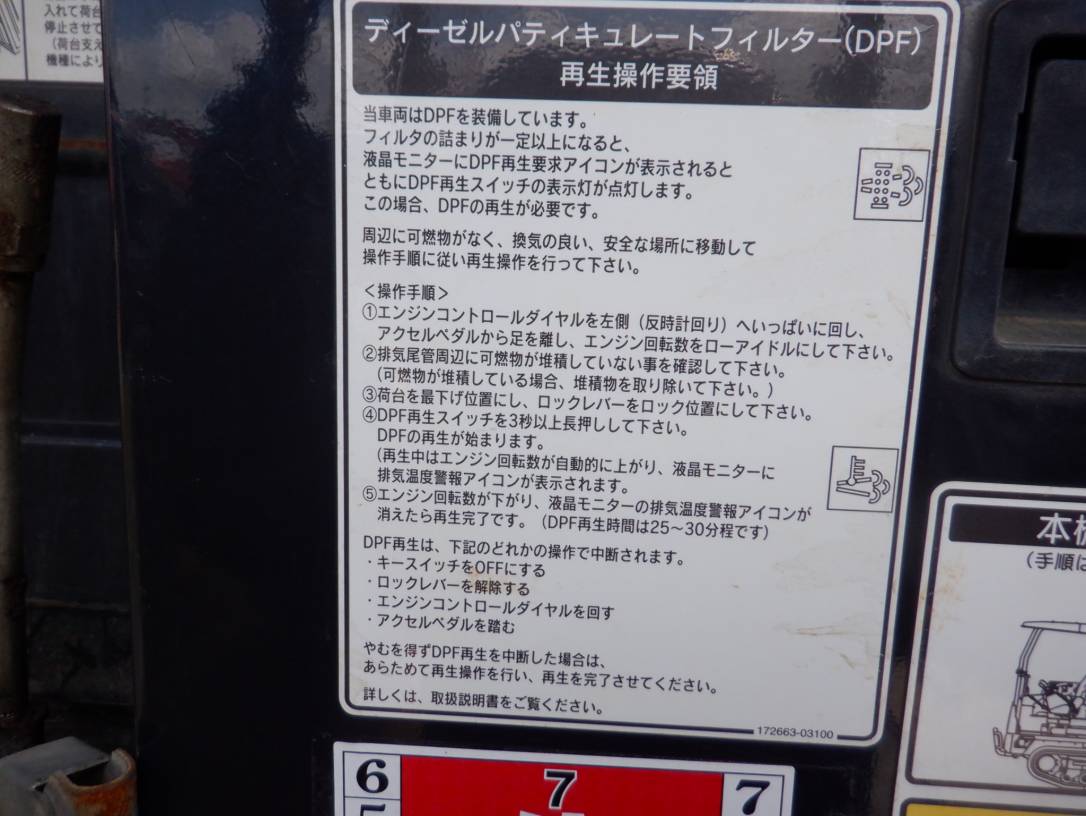 入れて荷台
停止させて
(荷台支え
機種により
ディーゼルパティキュレートフィルター(DPF)
再生操作要領
当車両はDPFを装備しています。
フィルタの詰まりが一定以上になると、
液晶モニターにDPF再生要求アイコンが表示されると
ともにDPF再生スイッチの表示灯が点灯します。
この場合、DPFの再生が必要です。
周辺に可燃物がなく、換気の良い、安全な場所に移動して
操作手順に従い再生操作を行って下さい。
<操作手順>
①エンジンコントロールダイヤルを左側(反時計回り)へいっぱいに回し、
アクセルペダルから足を離し、エンジン回転数をローアイドルにして下さい。
②排気尾管周辺に可燃物が堆積していない事を確認して下さい。
(可燃物が堆積している場合、堆積物を取り除いて下さい。)
③荷台を最下げ位置にし、ロックレバーをロック位置にして下さい。
④DPF再生スイッチを3秒以上長押しして下さい。
DPFの再生が始まります。
(再生中はエンジン回転数が自動的に上がり、液晶モニターに
排気温度警報アイコンが表示されます。
⑤エンジン回転数が下がり、液晶モニターの排気温度警報アイコンが
消えたら再生完了です。(DPF再生時間は25~30分程です)
DPF再生は、下記のどれかの操作で中断されます。
・キースイッチをOFFにする
・ロックレバーを解除する
・エンジンコントロールダイヤルを回す
・アクセルペダルを踏む
やむを得ずDPF再生を中断した場合は、
あらためて再生操作を行い、再生を完了させてください。
詳しくは、取扱説明書をご覧ください。
172663-03100
本機
(手順は
6
7
7